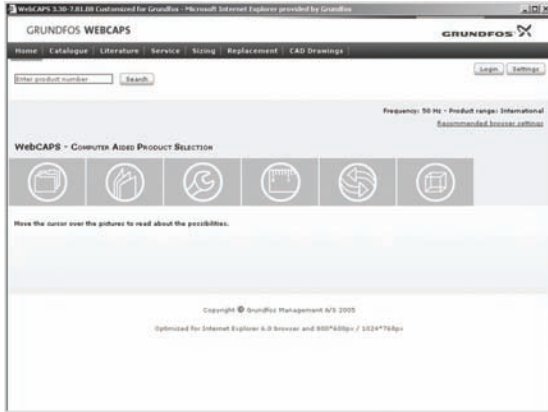 WebCAPS 3.30-7.01.08 Customized for Grundfos - Microsoft Internet Explorer provided by Grundfos
GRUNDFOS WEBCAPS
GRUNDFOS
Home Catalogue Literature Service Sizing Replacement CAD Drawings
Login Settings
Enter product number Search
Frequency: 50 Hz - Product range: International
Recommended browser settings
WebCAPS - Computer Aided Product Selection
Move the cursor over the pictures to read about the possibilities.
Copyright © Grundfos Management A/S 2005
Optimized for Internet Explorer 6.0 browser and 800*600px / 1024*768px